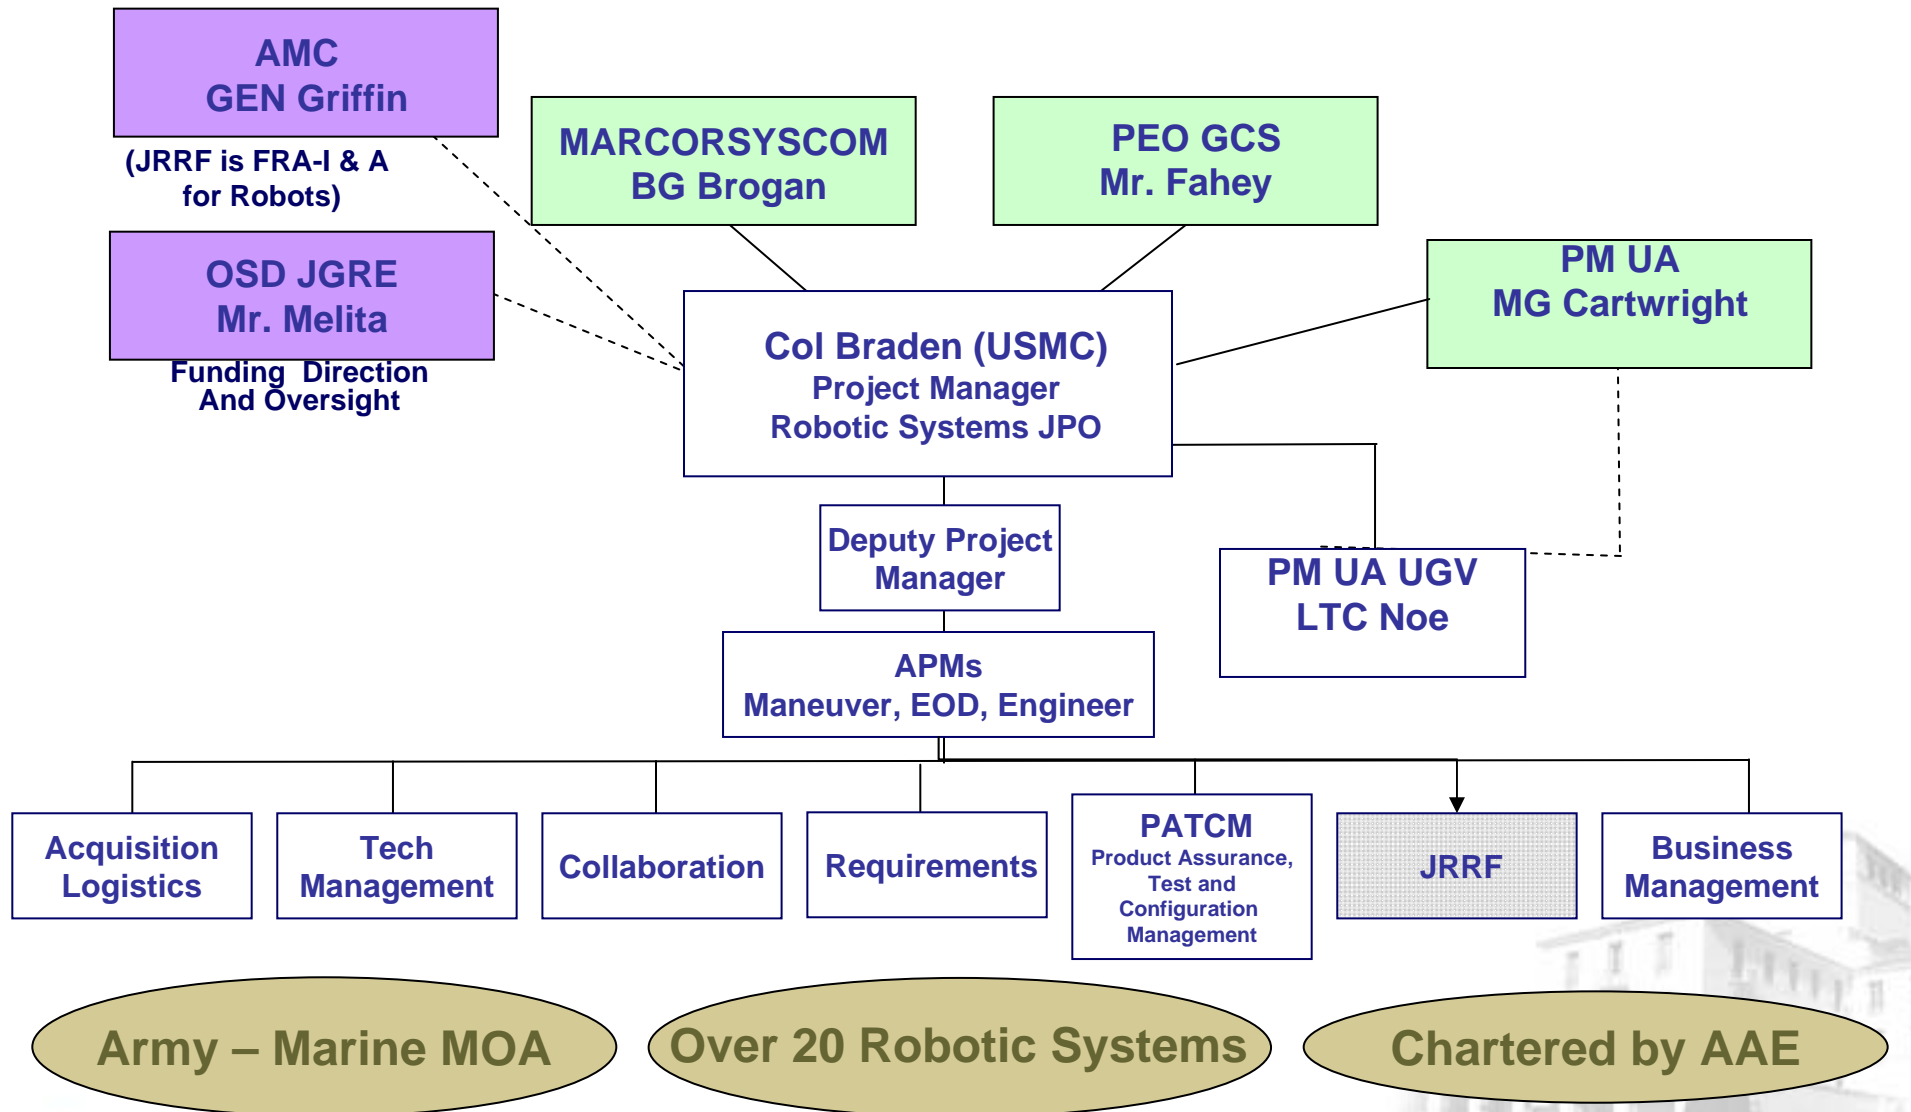 AMC
GEN Griffin
(JRRF is FRA-I & A
for Robots)
MARCORSYSCOM
BG Brogan
PEO GCS
Mr. Fahey
OSD JGRE
Mr. Melita
Funding Direction
And Oversight
PM UA
MG Cartwright
Col Braden (USMC)
Project Manager
Robotic Systems JPO
Deputy Project
Manager
PM UA UGV
LTC Noe
APMs
Maneuver, EOD, Engineer
Acquisition
Logistics
Tech
Management
Collaboration
Requirements
PATCM
Product Assurance,
Test and
Configuration
Management
JRRF
Business
Management
Army – Marine MOA
Over 20 Robotic Systems
Chartered by AAE